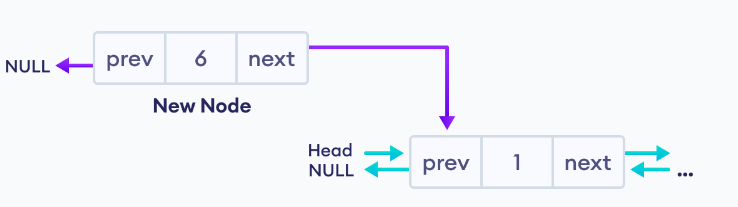 NULL prev 6 next
New Node
Head
NULL prev 1 next ...